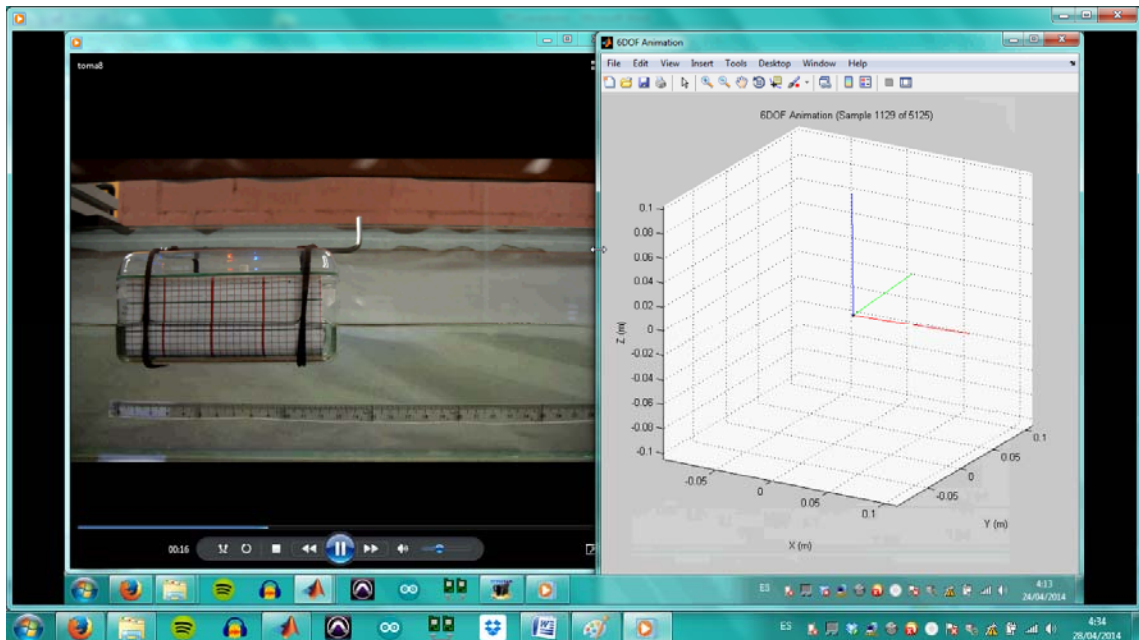 toma8
6DOF Animation
File Edit View Insert Tools Desktop Window Help
6DOF Animation (Sample 1129 of 5125)
0.1
0.08
0.06
0.04
0.02
0
-0.02
-0.04
-0.06
-0.08
-0.1
Z (m)
-0.05
0
0.05
0.1
X (m)
-0.05
0
0.05
0.1
Y (m)
00:16
ES
4:13
24/04/2014
ES
4:34
28/04/2014